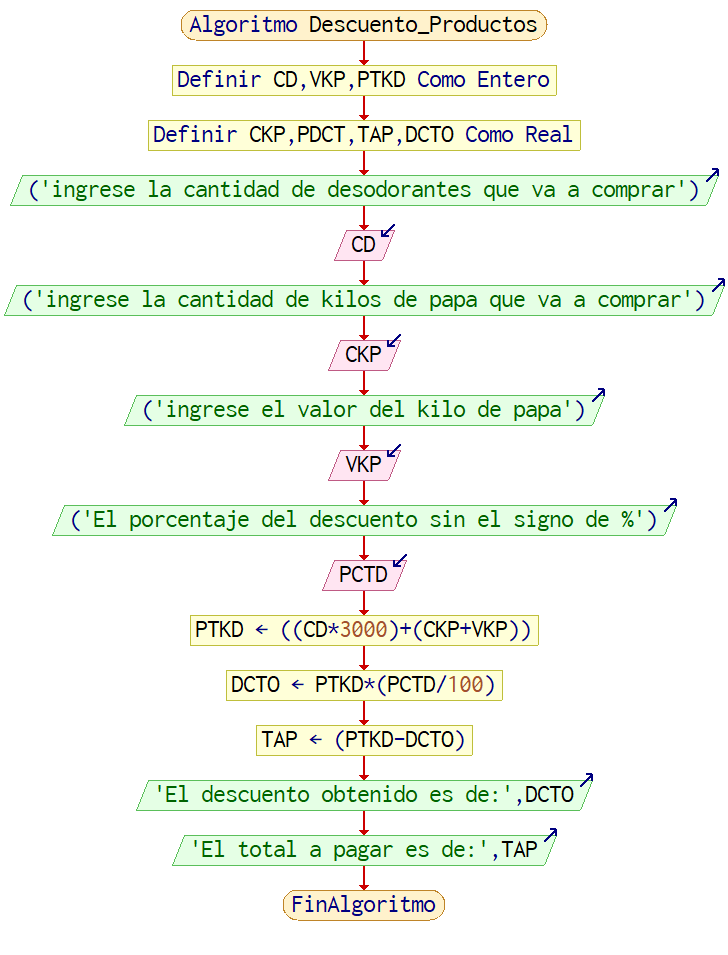 Algoritmo Descuento_Productos
Definir CD,VKP,PTKD Como Entero
Definir CKP,PDCT,TAP,DCTO Como Real
('ingrese la cantidad de desodorantes que va a comprar')
CD
('ingrese la cantidad de kilos de papa que va a comprar')
CKP
('ingrese el valor del kilo de papa')
VKP
('El porcentaje del descuento sin el signo de %')
PCTD
PTKD ← ((CD*3000)+(CKP+VKP))
DCTO ← PTKD*(PCTD/100)
TAP ← (PTKD-DCTO)
'El descuento obtenido es de:',DCTO
'El total a pagar es de:',TAP
FinAlgoritmo